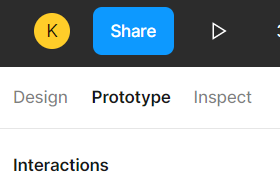 K Share
Design Prototype Inspect
Interactions